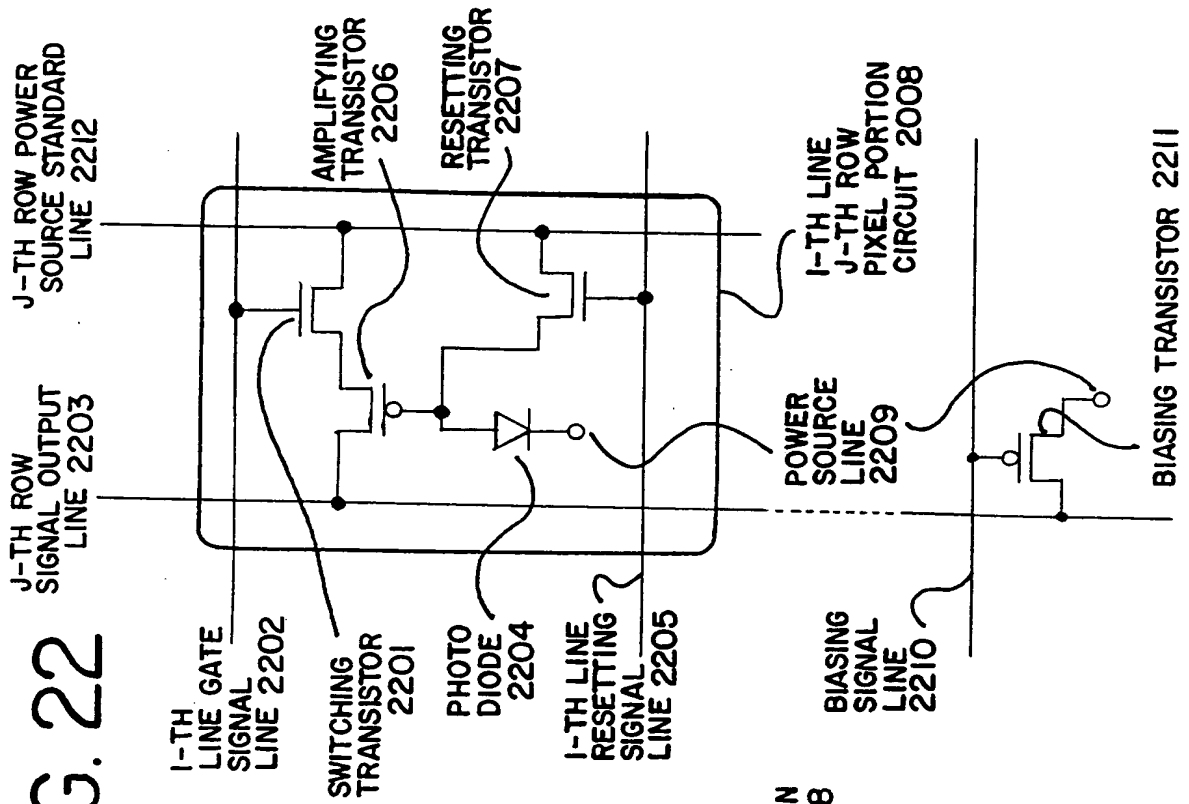 G. 22
J-TH ROW
SIGNAL OUTPUT
LINE 2203
J-TH ROW POWER
SOURCE STANDARD
LINE 2212
I-TH
LINE GATE
SIGNAL
LINE 2202
SWITCHING
TRANSISTOR
2201
PHOTO
DIODE
2204
I-TH LINE
RESETTING
SIGNAL
LINE 2205
AMPLIFYING
TRANSISTOR
2206
RESETTING
TRANSISTOR
2207
I-TH LINE
J-TH ROW
PIXEL PORTION
CIRCUIT 2008
POWER
SOURCE
LINE
2209
BIASING
SIGNAL
LINE
2210
BIASING TRANSISTOR 2211
N
8